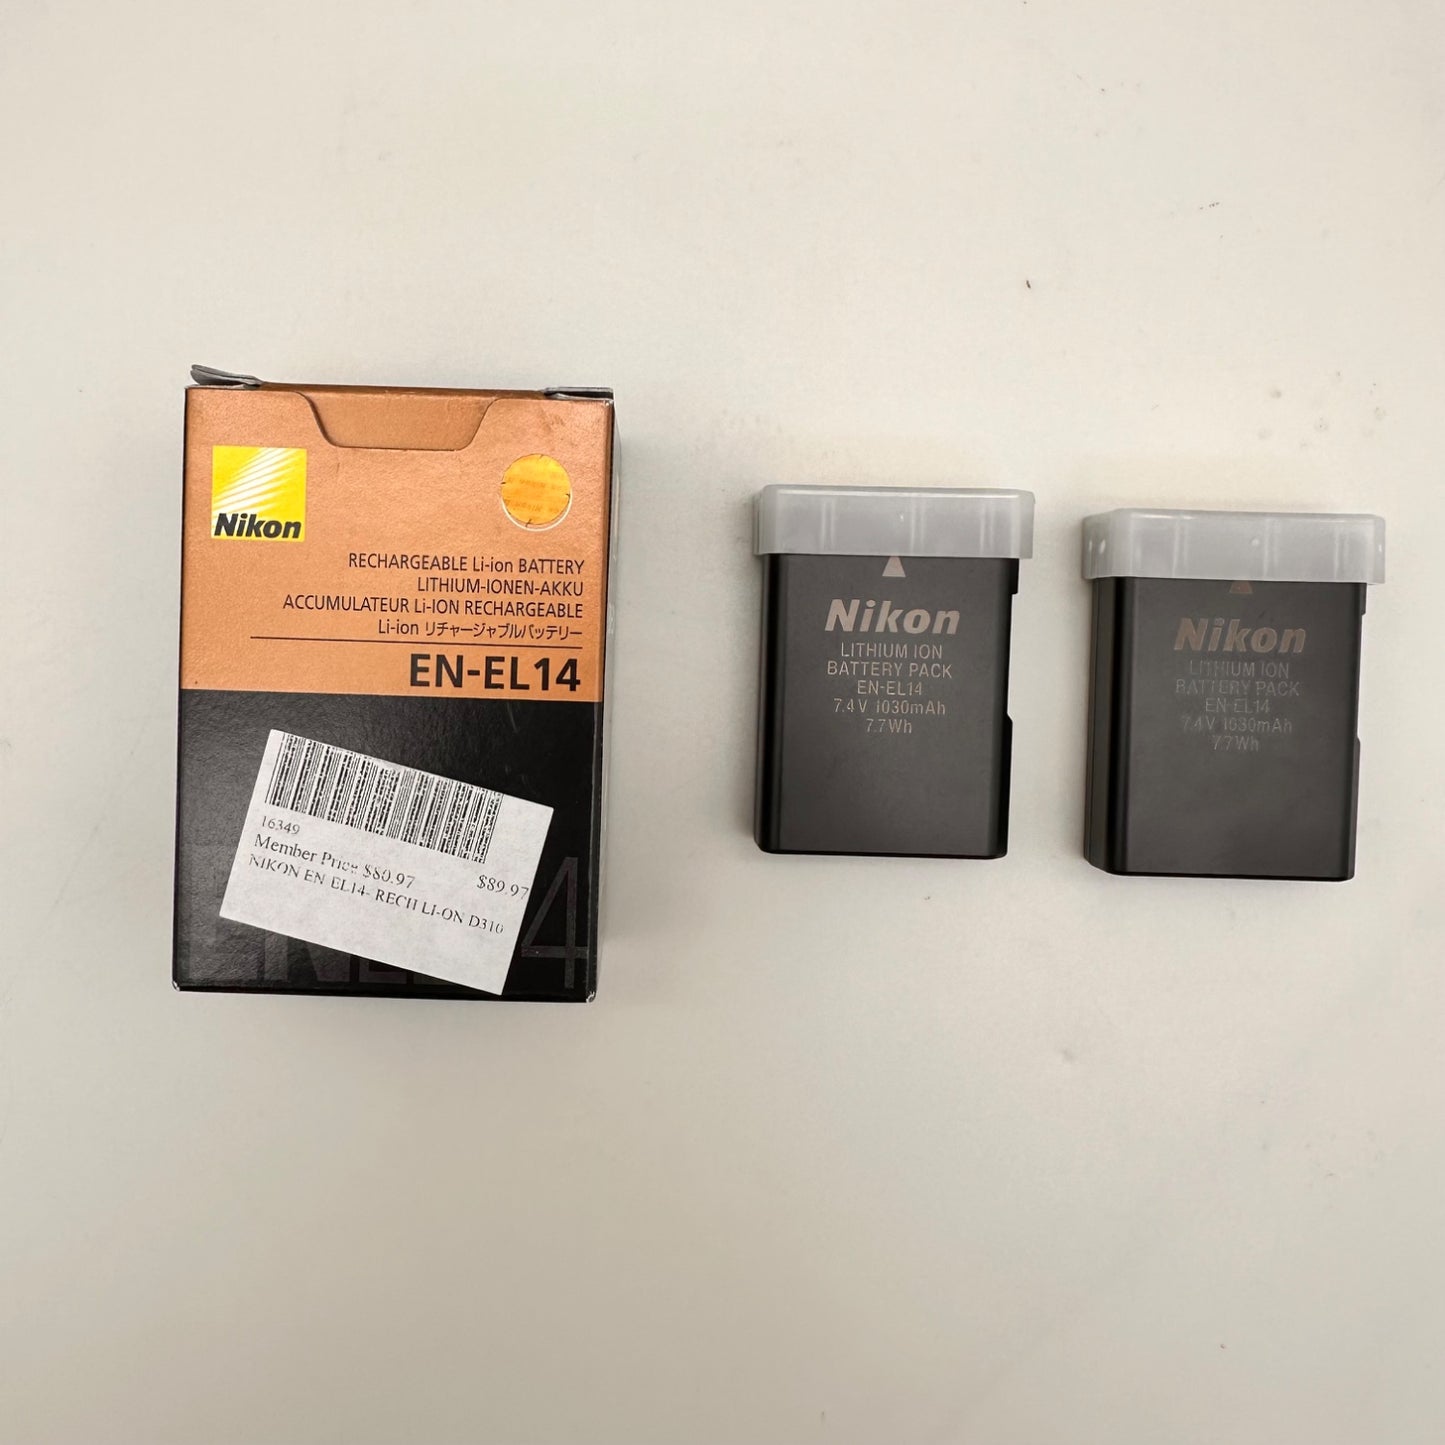 Nikon
RECHARGEABLE Li-ion BATTERY
LITHIUM-IONEN-AKKU
ACCUMULATEUR Li-ION RECHARGEABLE
Li-ion リチャージャブルバッテリー
EN-EL14
16349
Member Price $80.97
$89.97
NIKON EN EL14- RECH LI-ON D310
Nikon
LITHIUM ION
BATTERY PACK
EN-EL14
7.4V 1030mAh
7.7Wh
Nikon
LITHIUM ION
BATTERY PACK
EN-EL14
7.4V 1030mAh
7.7Wh